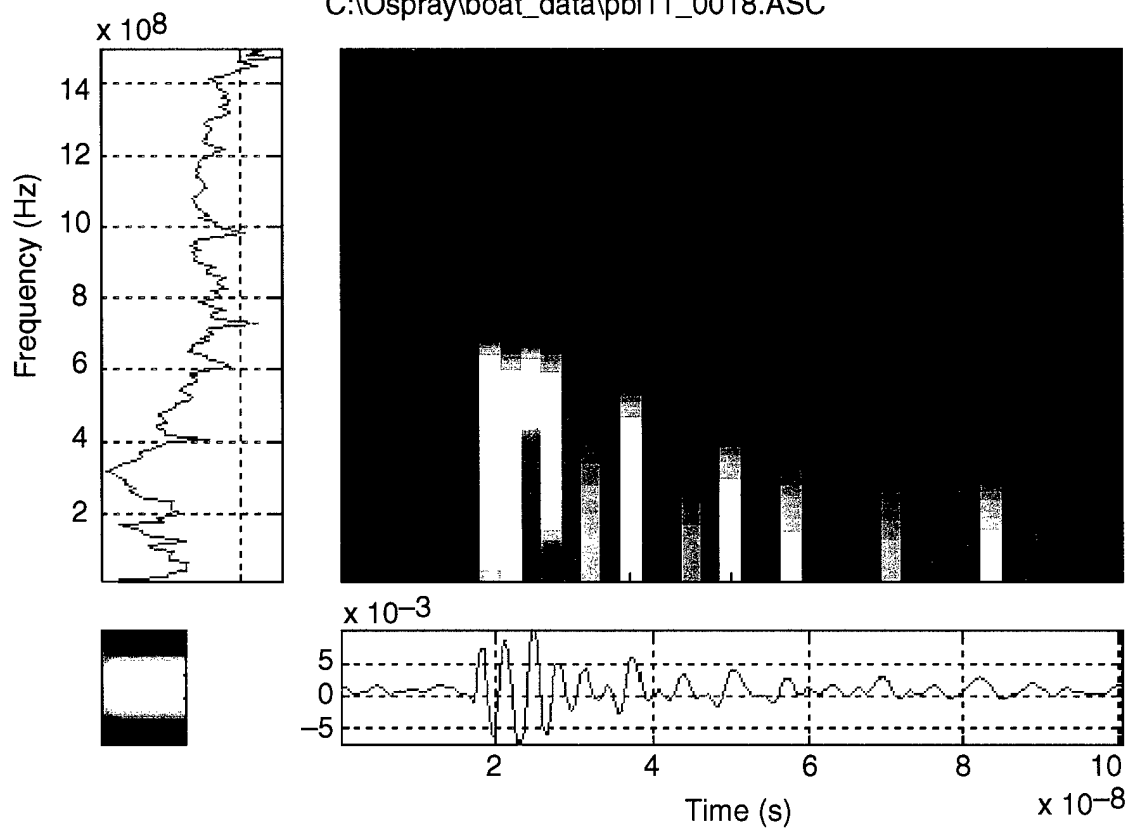 C:\Ospray\boat_data\pbl11_0018.ASC
x 10^8
Frequency (Hz)
14
12
10
8
6
4
2
x 10^–3
5
0
–5
2 4 6 8 10
Time (s)
x 10^–8